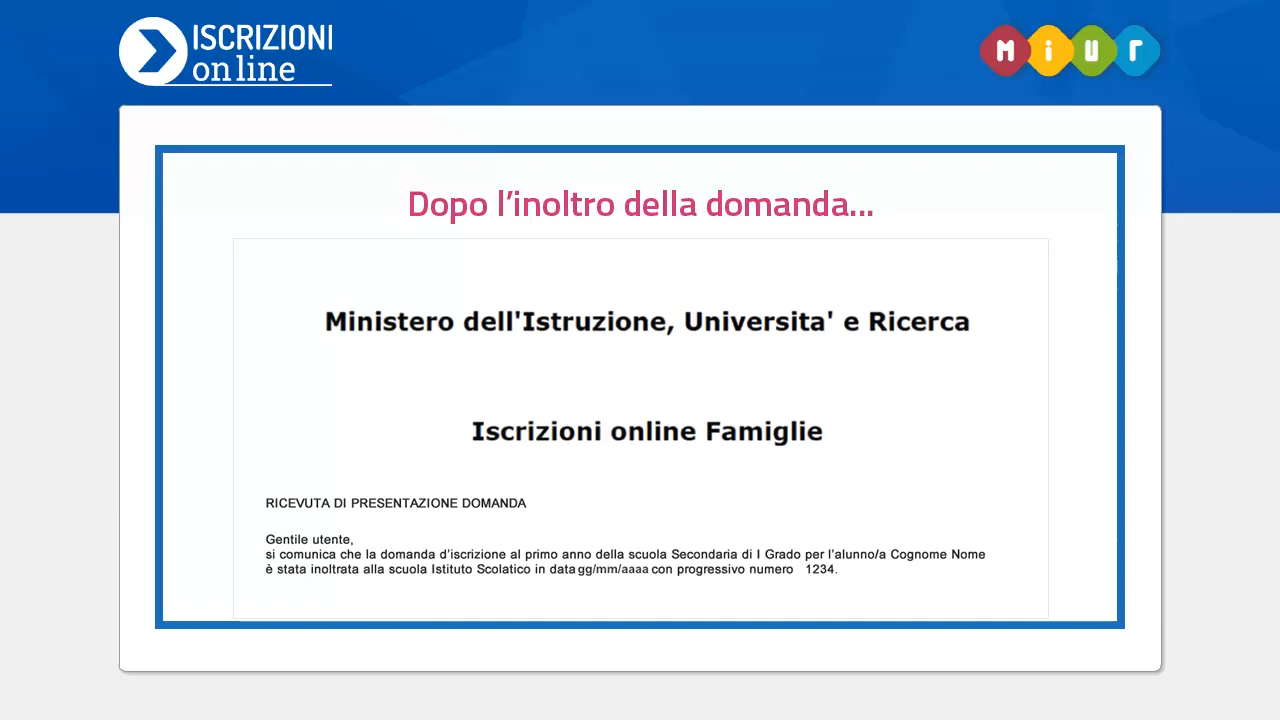 ISCRIZIONI
on line
Miur
Dopo l’inoltro della domanda...
Ministero dell'Istruzione, Universita' e Ricerca
Iscrizioni online Famiglie
RICEVUTA DI PRESENTAZIONE DOMANDA
Gentile utente,
si comunica che la domanda d’iscrizione al primo anno della scuola Secondaria di I Grado per l’alunno/a Cognome Nome
è stata inoltrata alla scuola Istituto Scolatico in data gg/mm/aaaa con progressivo numero 1234.